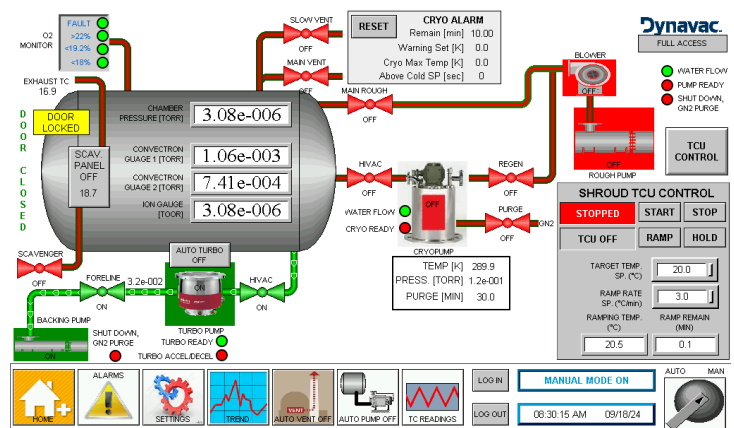 O2
MONITOR
FAULT
>22%
<19.2%
<18%
EXHAUST TC
16.9
SLOW VENT
OFF
MAIN VENT
OFF
RESET
CRYO ALARM
Remain [min] 10.00
Warning Set [K] 0.0
Cryo Max Temp [K] 0.0
Above Cold SP [sec] 0
Dynavac
FULL ACCESS
BLOWER
OFF
WATER FLOW
PUMP READY
SHUT DOWN,
GN2 PURGE
OFF
ROUGH PUMP
TCU
CONTROL
DOOR CLOSED
DOOR
LOCKED
SCAV.
PANEL
OFF
18.7
CHAMBER
PRESSURE [TORR]
3.08e-006
CONVECTRON
GUAGE 1 [TORR]
1.06e-003
CONVECTRON
GUAGE 2 [TORR]
7.41e-004
ION GAUGE
[TOOR]
3.08e-006
MAIN ROUGH
OFF
HIVAC
OFF
REGEN
OFF
PURGE
OFF
GN2
WATER FLOW
CRYO READY
OFF
CRYOPUMP
TEMP [K] 289.9
PRESS. [TORR] 1.2e-001
PURGE [MIN] 30.0
SHROUD TCU CONTROL
STOPPED
START
STOP
TCU OFF
RAMP
HOLD
TARGET TEMP.
SP. (°C)
20.0
RAMP RATE
SP. (°C/min)
3.0
RAMPING TEMP.
(°C)
20.5
RAMP REMAIN
(MIN)
0.1
SCAVENGER
OFF
FORELINE
ON
3.2e-002
AUTO TURBO
OFF
ON
HIVAC
ON
BACKING PUMP
ON
SHUT DOWN,
GN2 PURGE
TURBO PUMP
TURBO READY
TURBO ACCEL/DECEL
HOME
ALARMS
SETTINGS
TREND
VENT
AUTO VENT OFF
AUTO PUMP OFF
TC READINGS
LOG IN
MANUAL MODE ON
LOG OUT
08:30:15 AM 09/18/24
AUTO
MAN